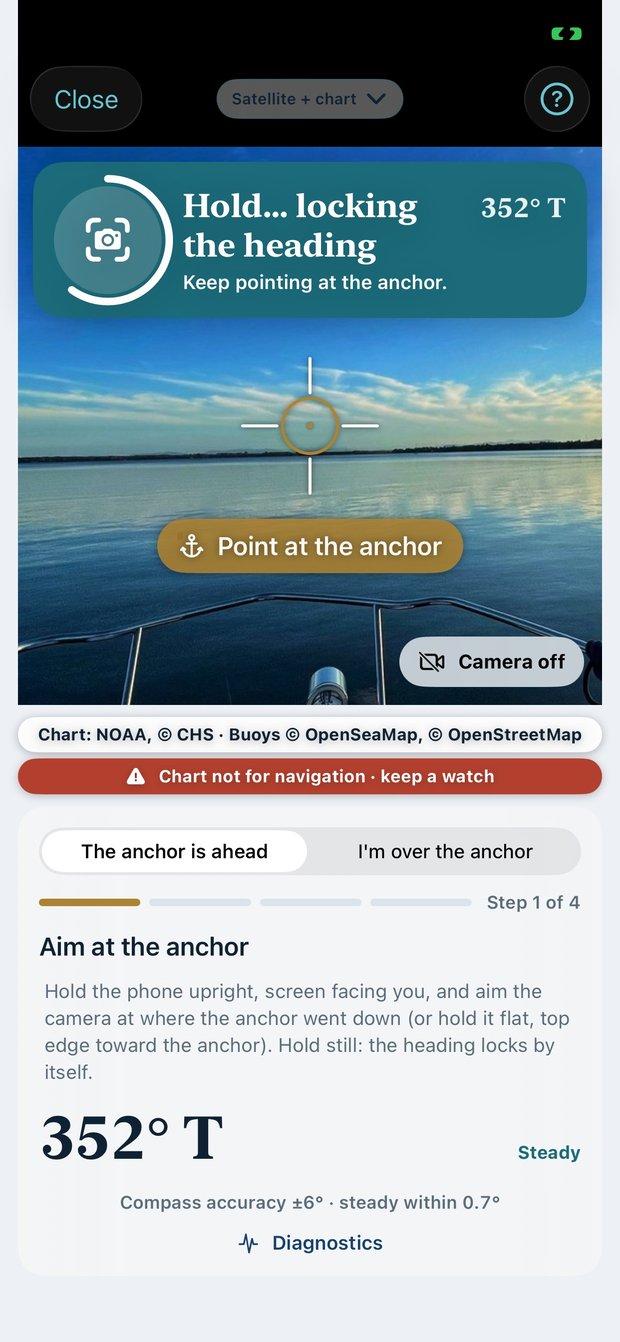 Close
Satellite + chart
?
Hold... locking
the heading
352° T
Keep pointing at the anchor.
Point at the anchor
Camera off
Chart: NOAA, © CHS · Buoys © OpenSeaMap, © OpenStreetMap
Chart not for navigation · keep a watch
The anchor is ahead
I'm over the anchor
Step 1 of 4
Aim at the anchor
Hold the phone upright, screen facing you, and aim the
camera at where the anchor went down (or hold it flat, top
edge toward the anchor). Hold still: the heading locks by
itself.
352° T
Steady
Compass accuracy ±6° · steady within 0.7°
Diagnostics